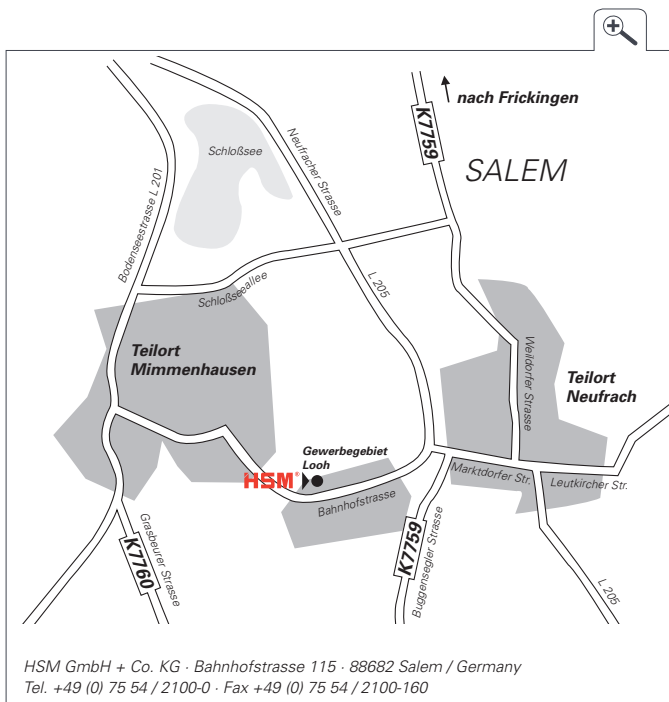 nach Frickingen
K7759
SALEM
Schloßsee
Neufracher Strasse
Bodenseestrasse L 201
Schloßseeallee
L 205
Weildorfer Strasse
Teilort
Mimmenhausen
Teilort
Neufrach
Gewerbegebiet
Looh
HSM®
Bahnhofstrasse
Marktdorfer Str.
Leutkircher Str.
Grasbeurer Strasse
K7760
K7759
Buggensegler Strasse
L 205
HSM GmbH + Co. KG · Bahnhofstrasse 115 · 88682 Salem / Germany
Tel. +49 (0) 75 54 / 2100-0 · Fax +49 (0) 75 54 / 2100-160